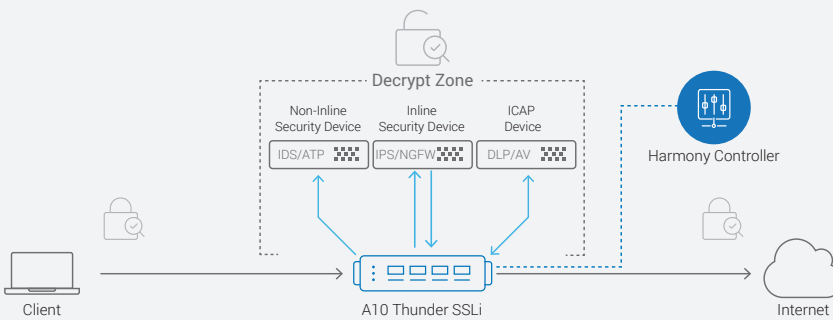 Decrypt Zone
Non-Inline
Security Device
Inline
Security Device
ICAP
Device
IDS/ATP
IPS/NGFW
DLP/AV
Harmony Controller
Client
A10 Thunder SSLi
Internet